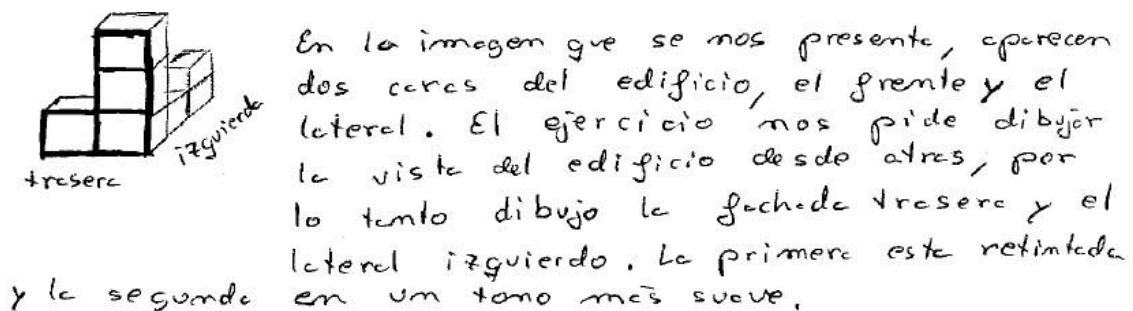 En la imagen que se nos presenta, aparecen
dos caras del edificio, el frente y el
lateral. El ejercicio nos pide dibujar
la vista del edificio desde atras, por
lo tanto dibujo la fachada trasera y el
lateral izquierdo. La primera esta retintada
y la segunda en un tono más suave.
trasera
izquierda